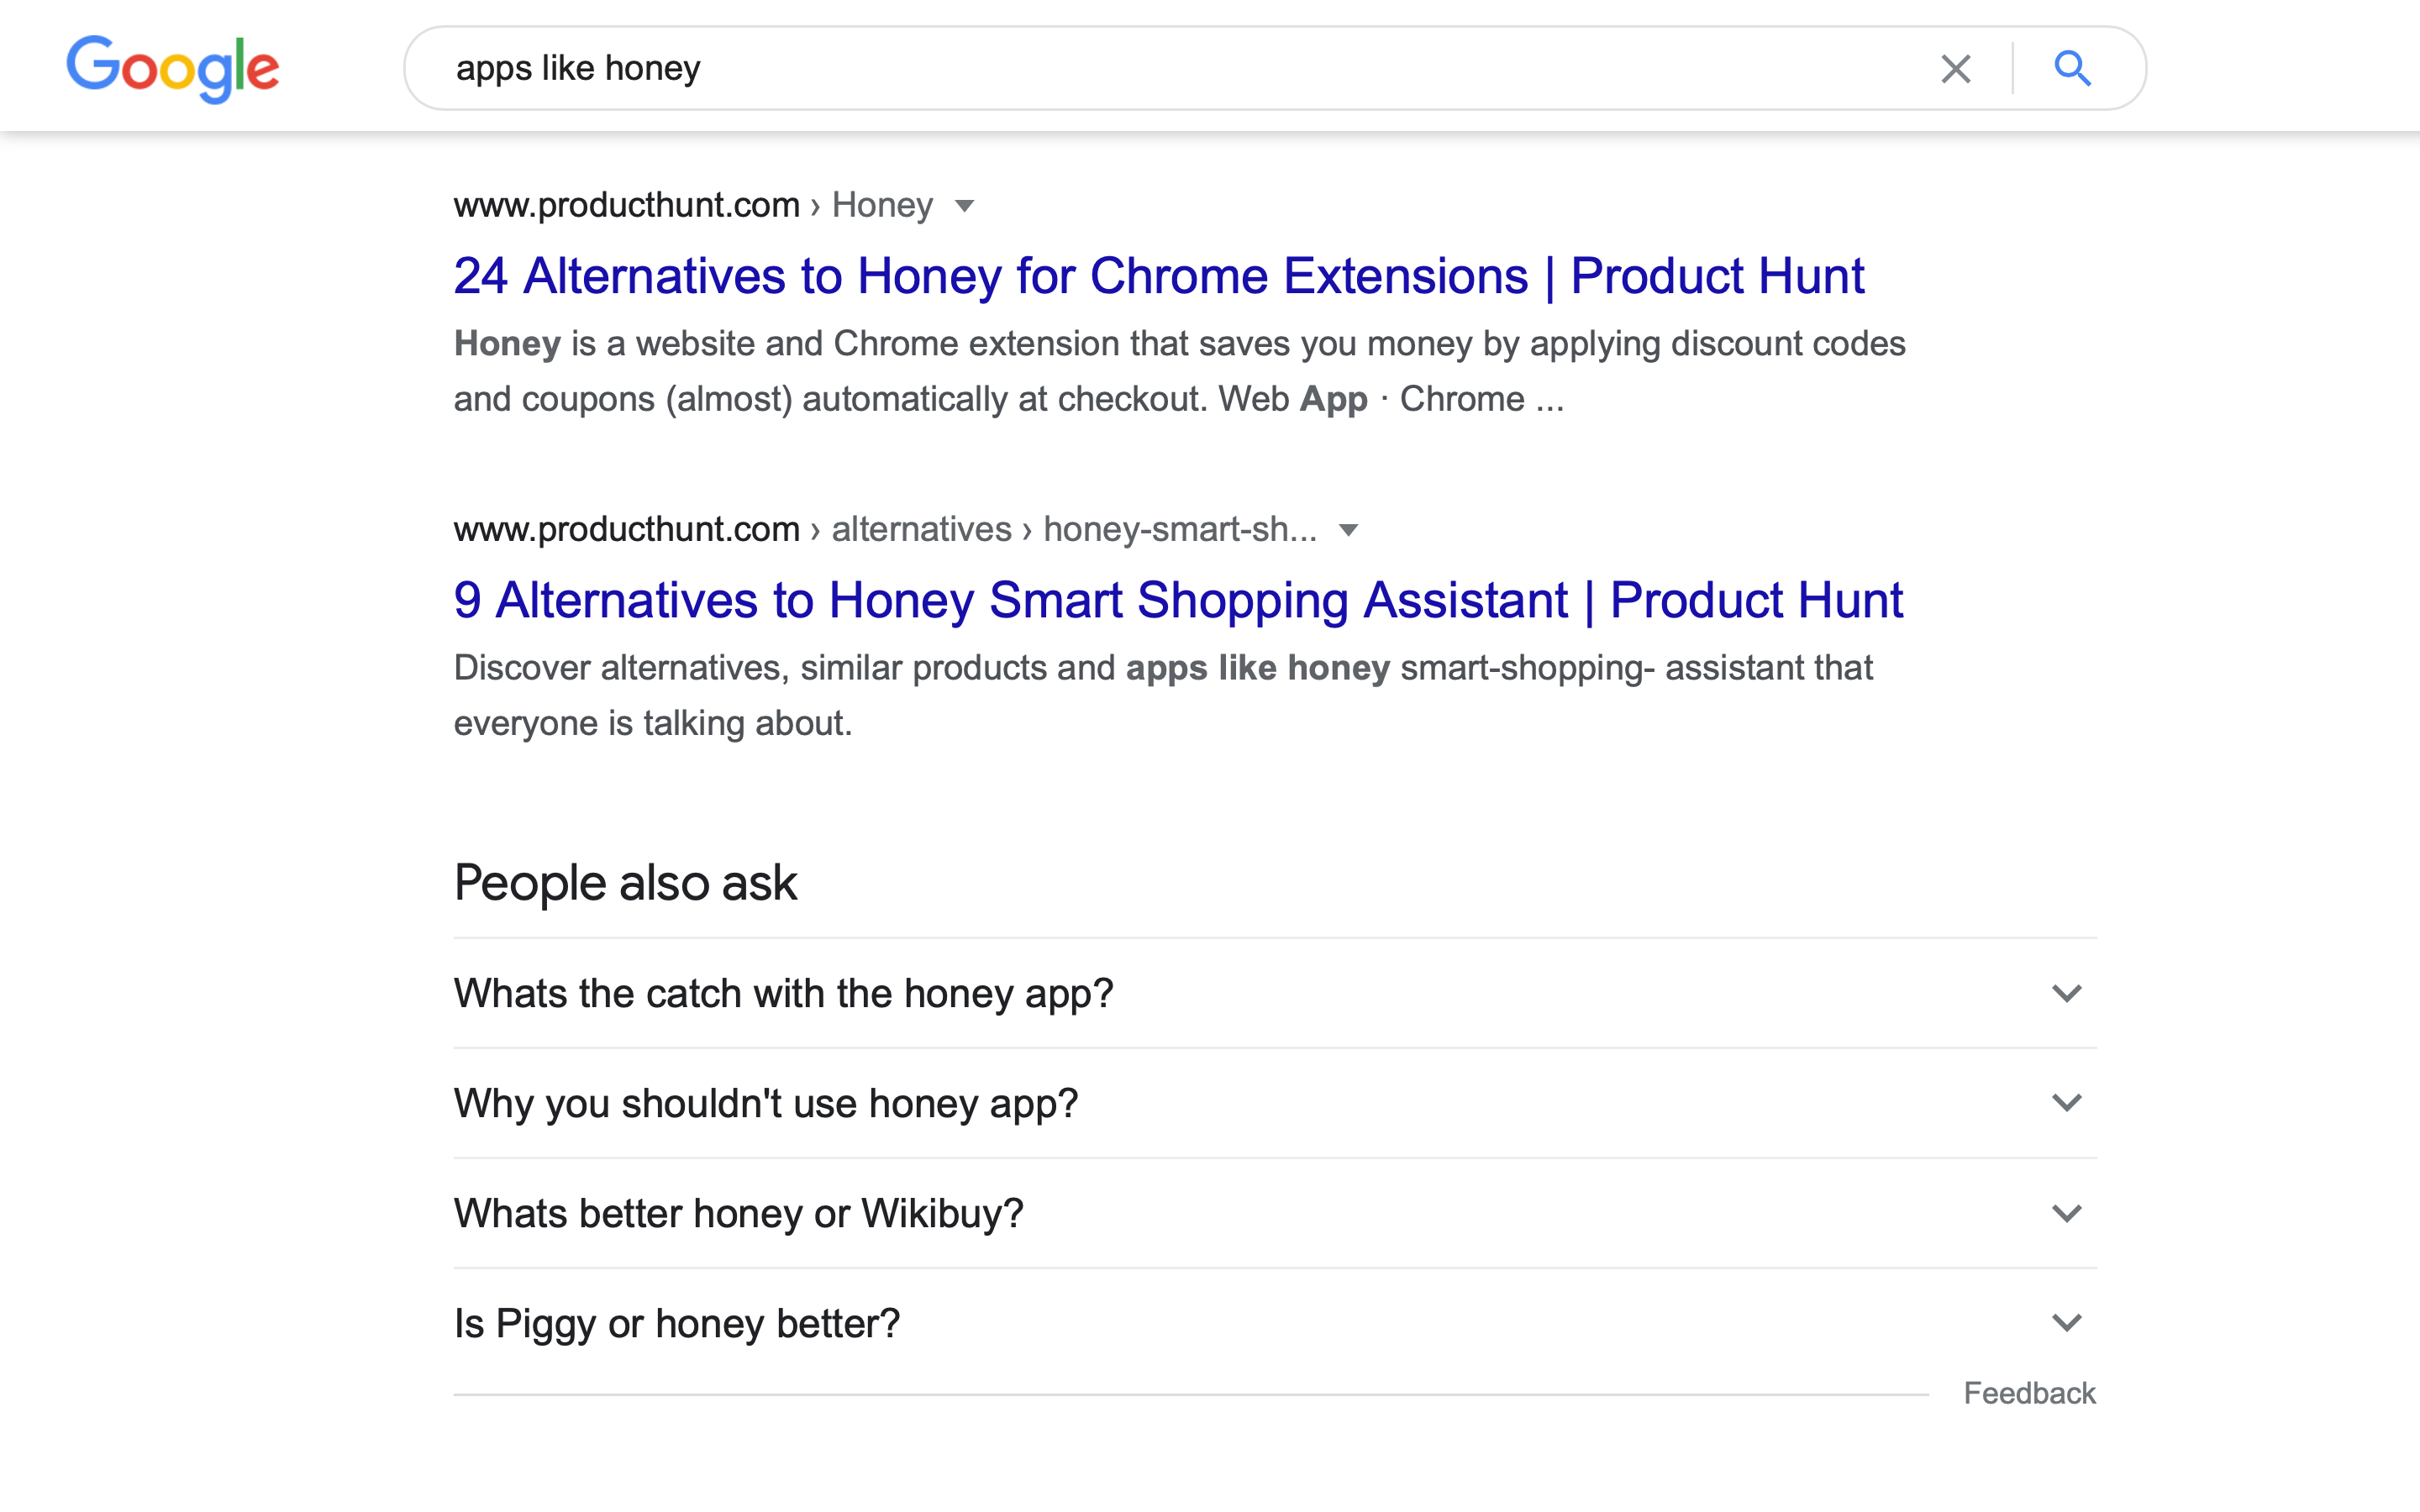 Google
apps like honey
www.producthunt.com › Honey
24 Alternatives to Honey for Chrome Extensions | Product Hunt
Honey is a website and Chrome extension that saves you money by applying discount codes
and coupons (almost) automatically at checkout. Web App · Chrome ...
www.producthunt.com › alternatives › honey-smart-sh...
9 Alternatives to Honey Smart Shopping Assistant | Product Hunt
Discover alternatives, similar products and apps like honey smart-shopping- assistant that
everyone is talking about.
People also ask
Whats the catch with the honey app?
Why you shouldn't use honey app?
Whats better honey or Wikibuy?
Is Piggy or honey better?
Feedback